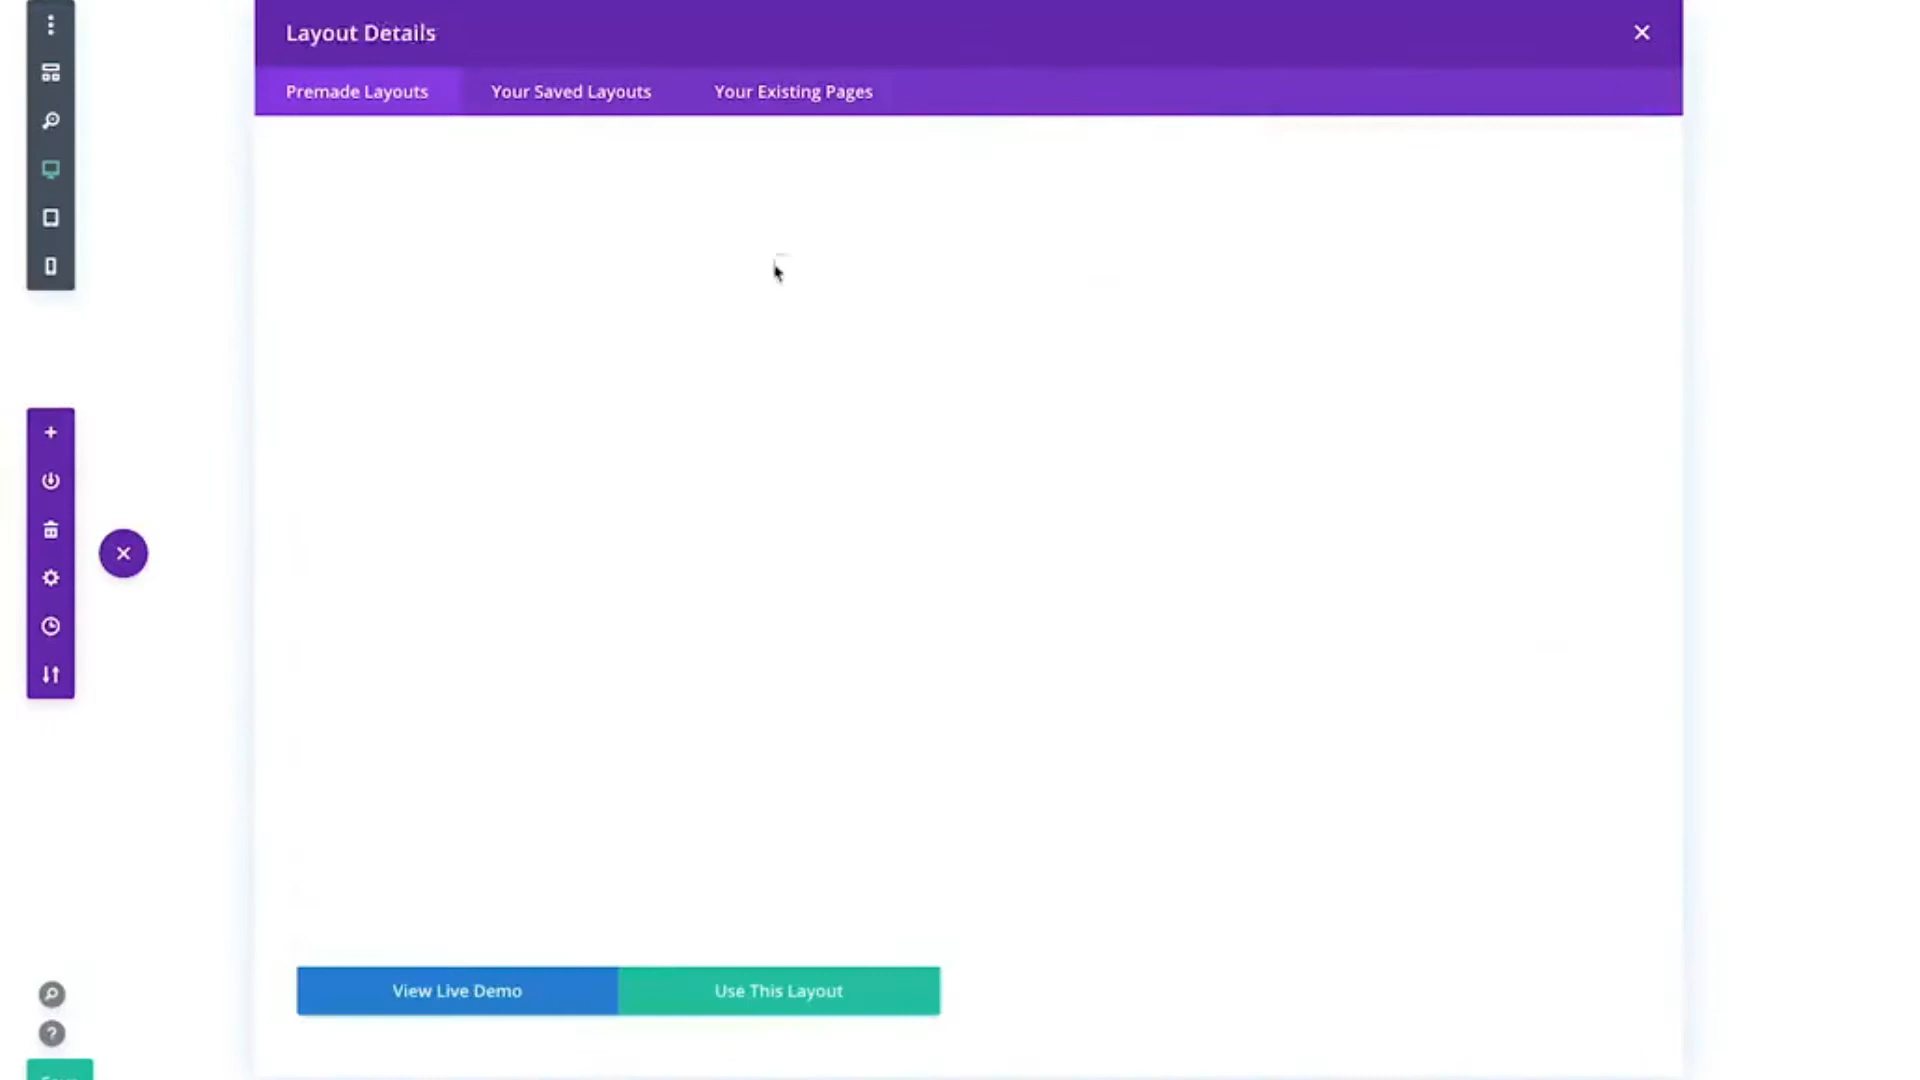 Layout Details
Premade Layouts
Your Saved Layouts
Your Existing Pages
View Live Demo
Use This Layout
?